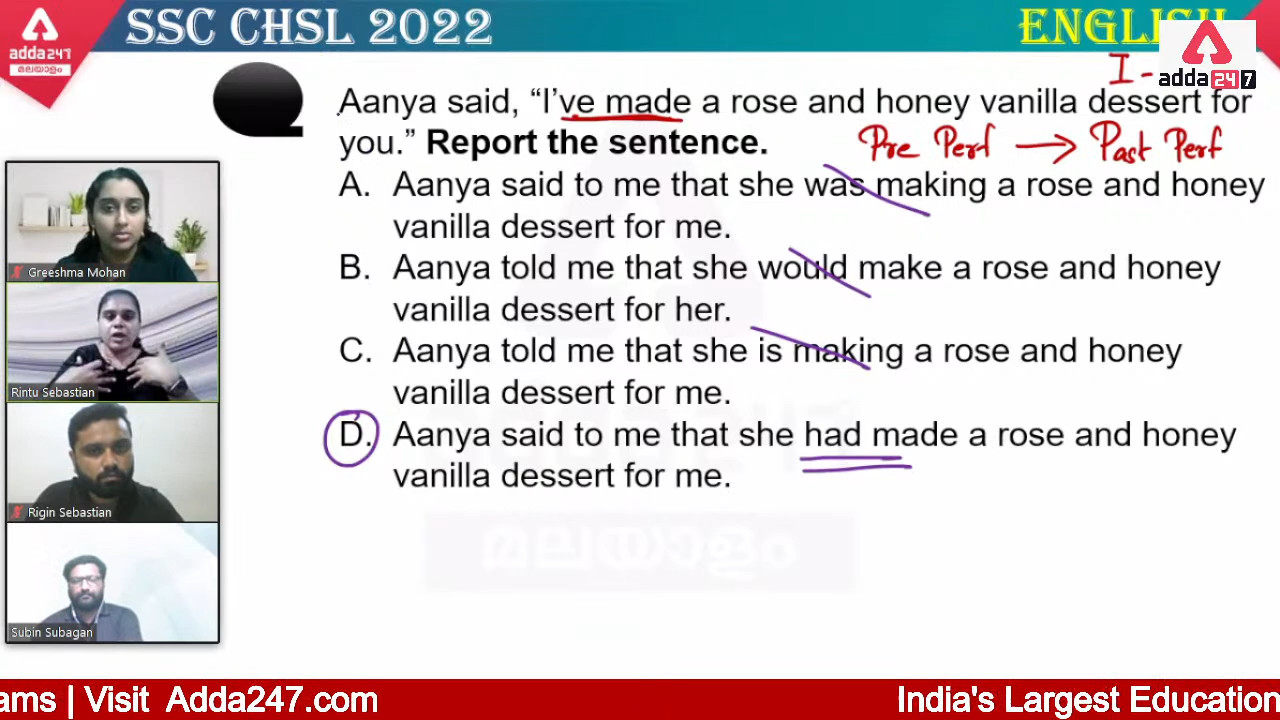 adda247
മലയാളം
SSC CHSL 2022
ENGLISH
adda247
I -
Aanya said, “I’ve made a rose and honey vanilla dessert for
you.” Report the sentence.
Pre Perf → Past Perf
A. Aanya said to me that she was making a rose and honey
vanilla dessert for me.
B. Aanya told me that she would make a rose and honey
vanilla dessert for her.
C. Aanya told me that she is making a rose and honey
vanilla dessert for me.
D. Aanya said to me that she had made a rose and honey
vanilla dessert for me.
മലയാളം
Greeshma Mohan
Rintu Sebastian
Rigin Sebastian
Subin Subagan
ams | Visit Adda247.com
India's Largest Education